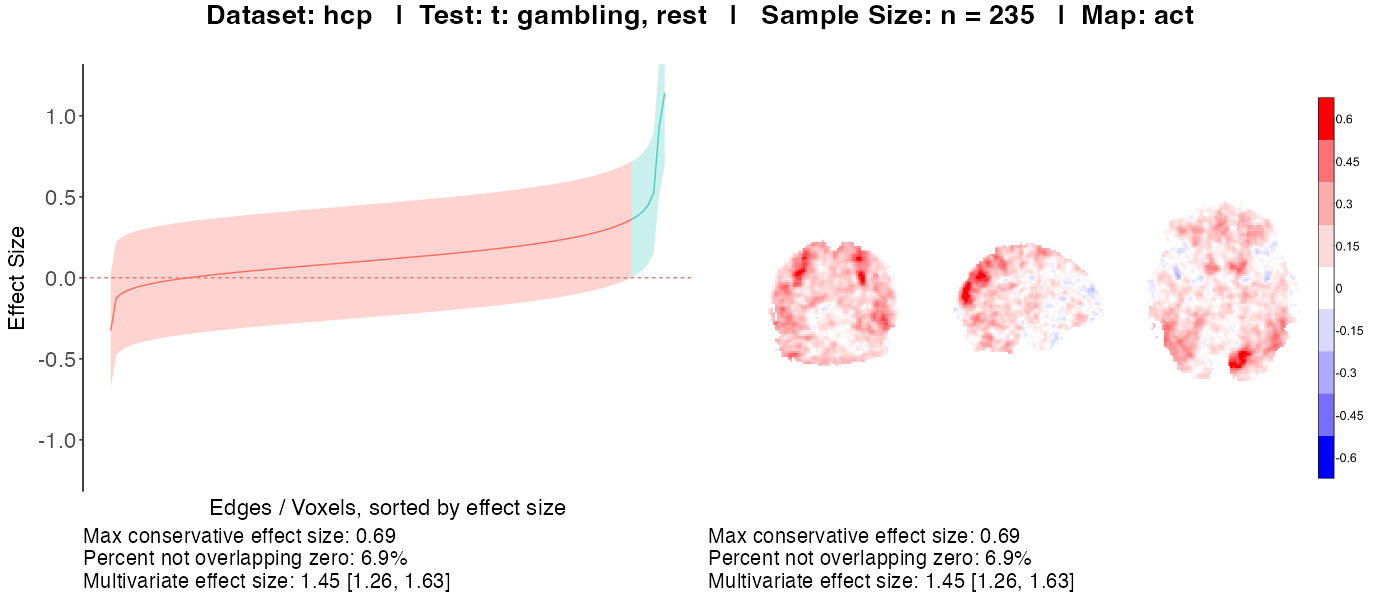 Dataset: hcp | Test: t: gambling, rest | Sample Size: n = 235 | Map: act
Effect Size
1.0
0.5
0.0
-0.5
-1.0
Edges / Voxels, sorted by effect size
Max conservative effect size: 0.69
Percent not overlapping zero: 6.9%
Multivariate effect size: 1.45 [1.26, 1.63]
0.6
0.45
0.3
0.15
0
-0.15
-0.3
-0.45
-0.6
Max conservative effect size: 0.69
Percent not overlapping zero: 6.9%
Multivariate effect size: 1.45 [1.26, 1.63]